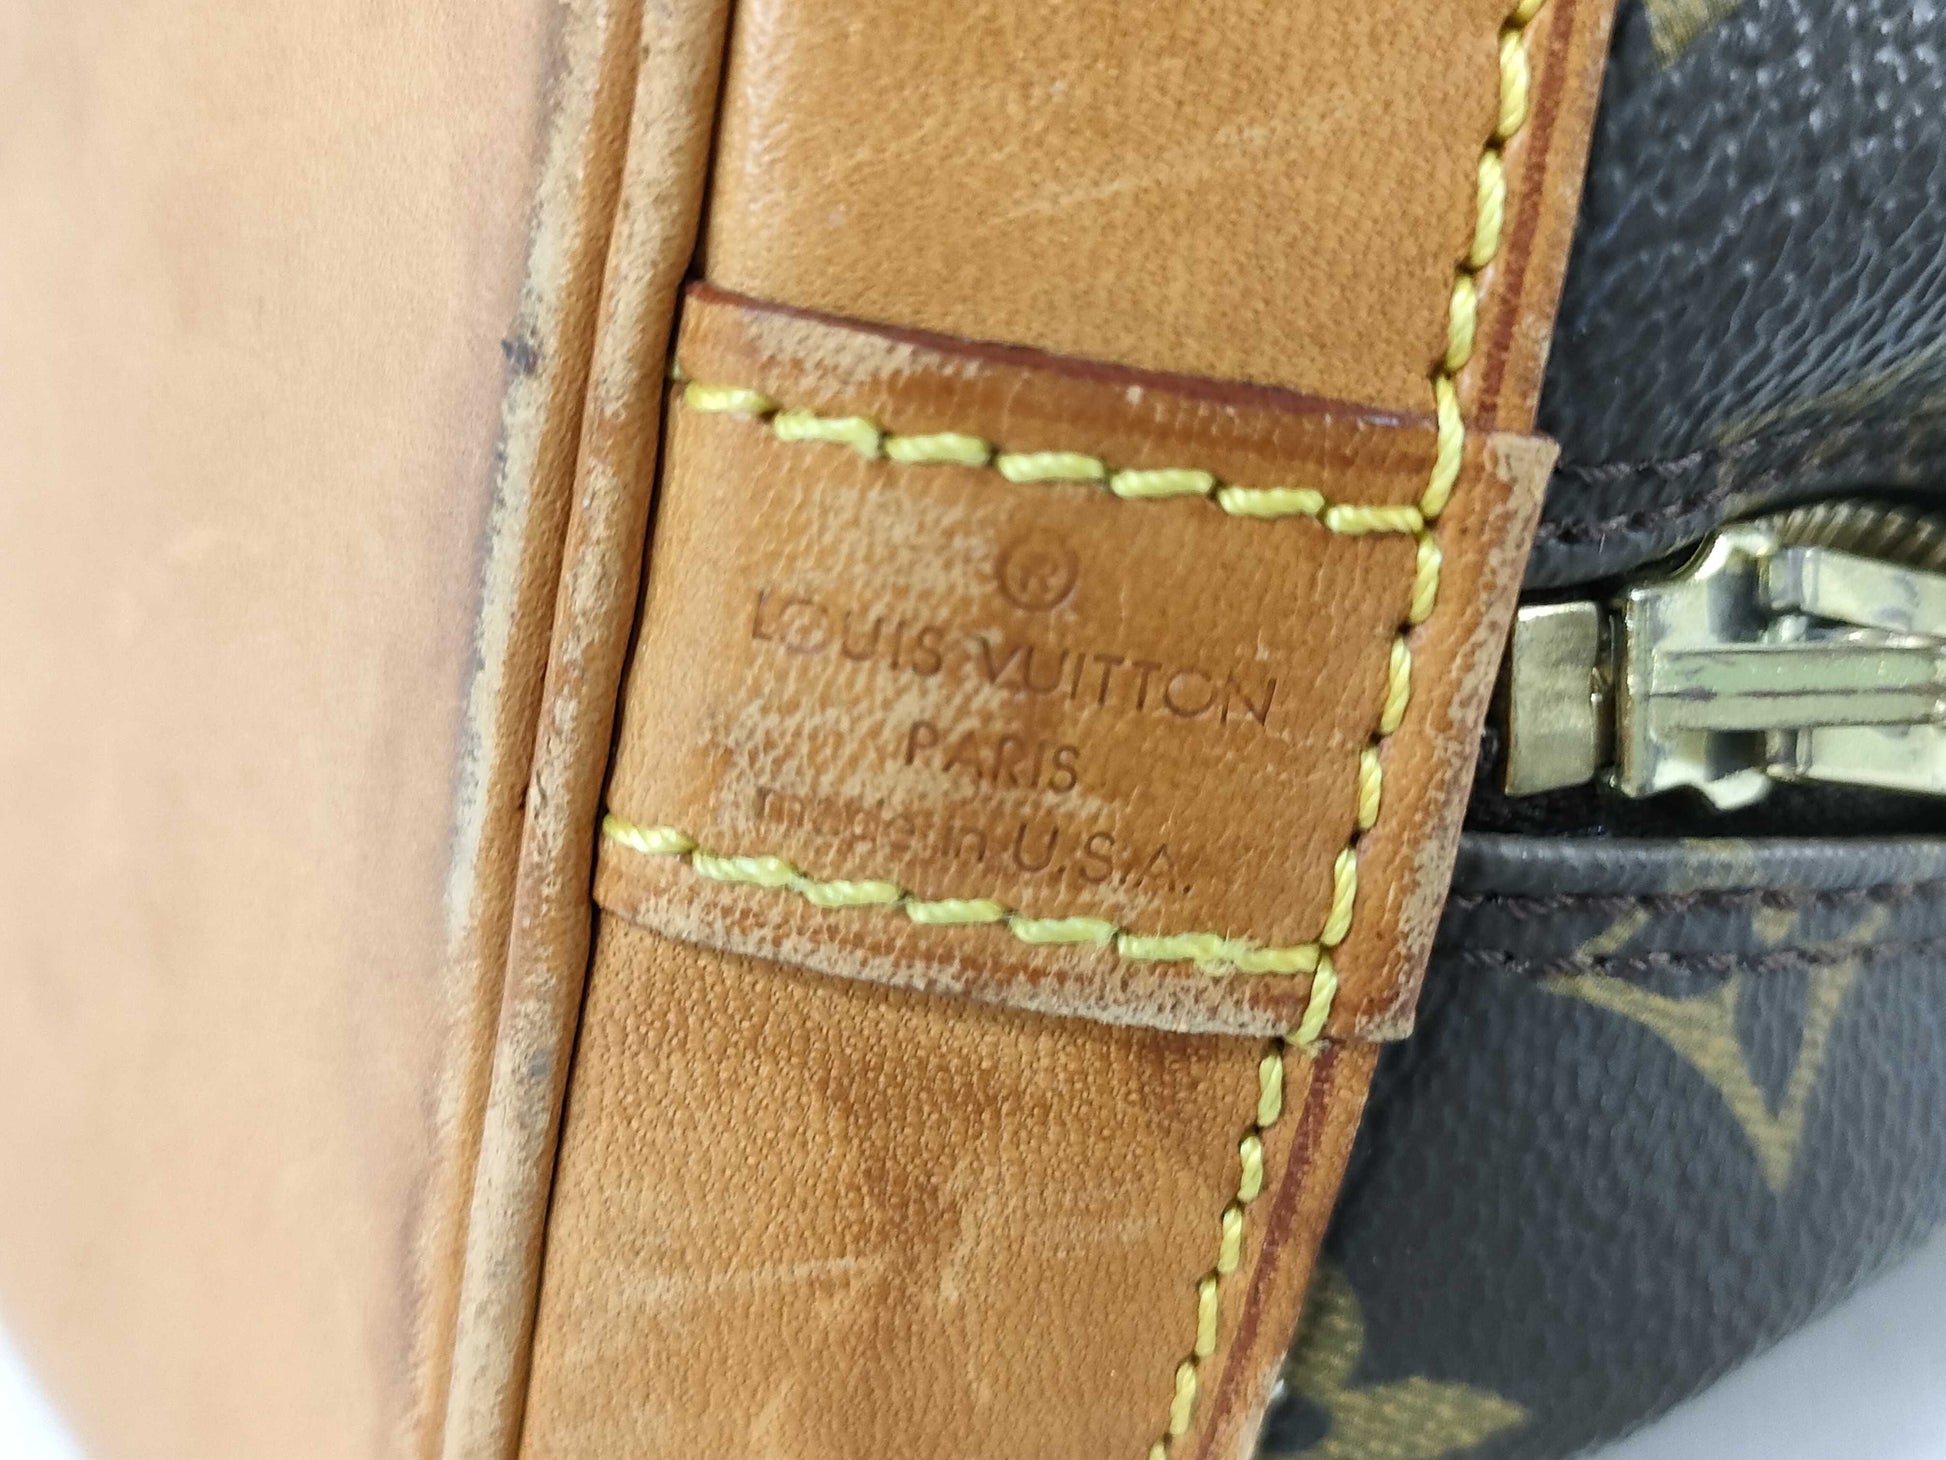 ®
LOUIS VUITTON
PARIS
made in U.S.A.